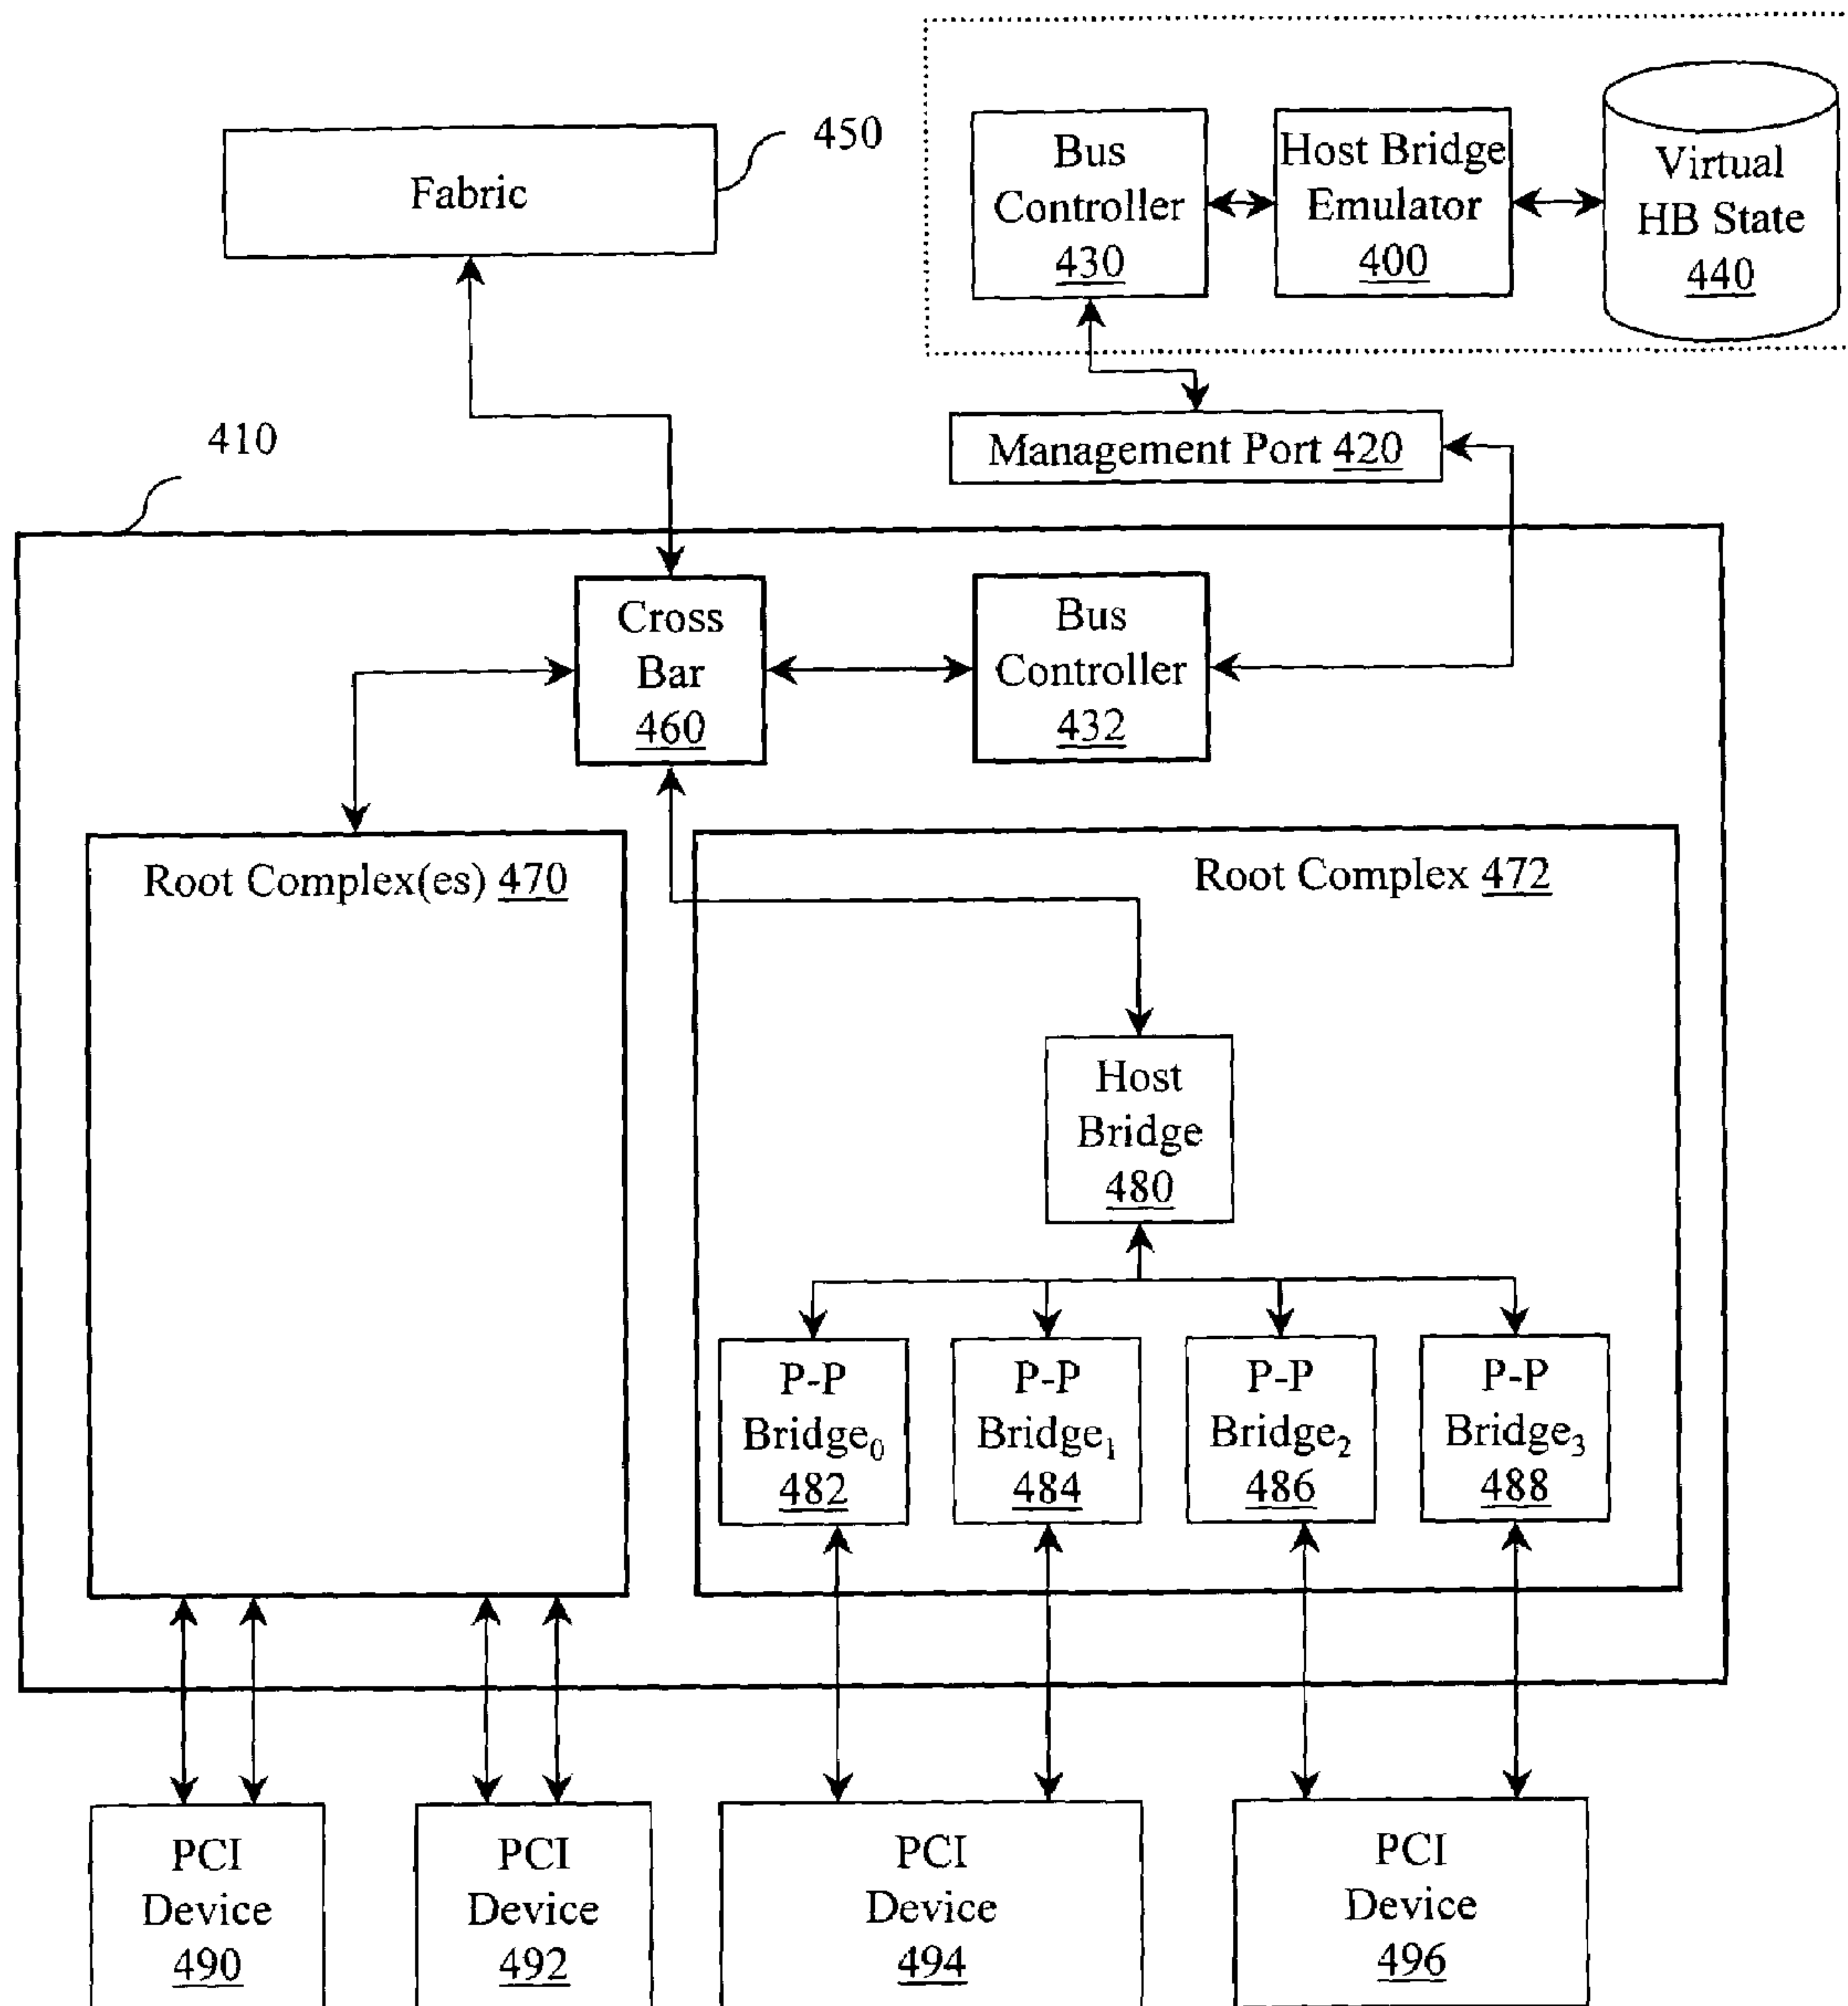 450
Fabric
Bus
Controller
430
Host Bridge
Emulator
400
Virtual
HB State
440
410
Management Port 420
Cross
Bar
460
Bus
Controller
432
Root Complex(es) 470
Root Complex 472
Host
Bridge
480
P-P
Bridge₀
482
P-P
Bridge₁
484
P-P
Bridge₂
486
P-P
Bridge₃
488
PCI
Device
490
PCI
Device
492
PCI
Device
494
PCI
Device
496